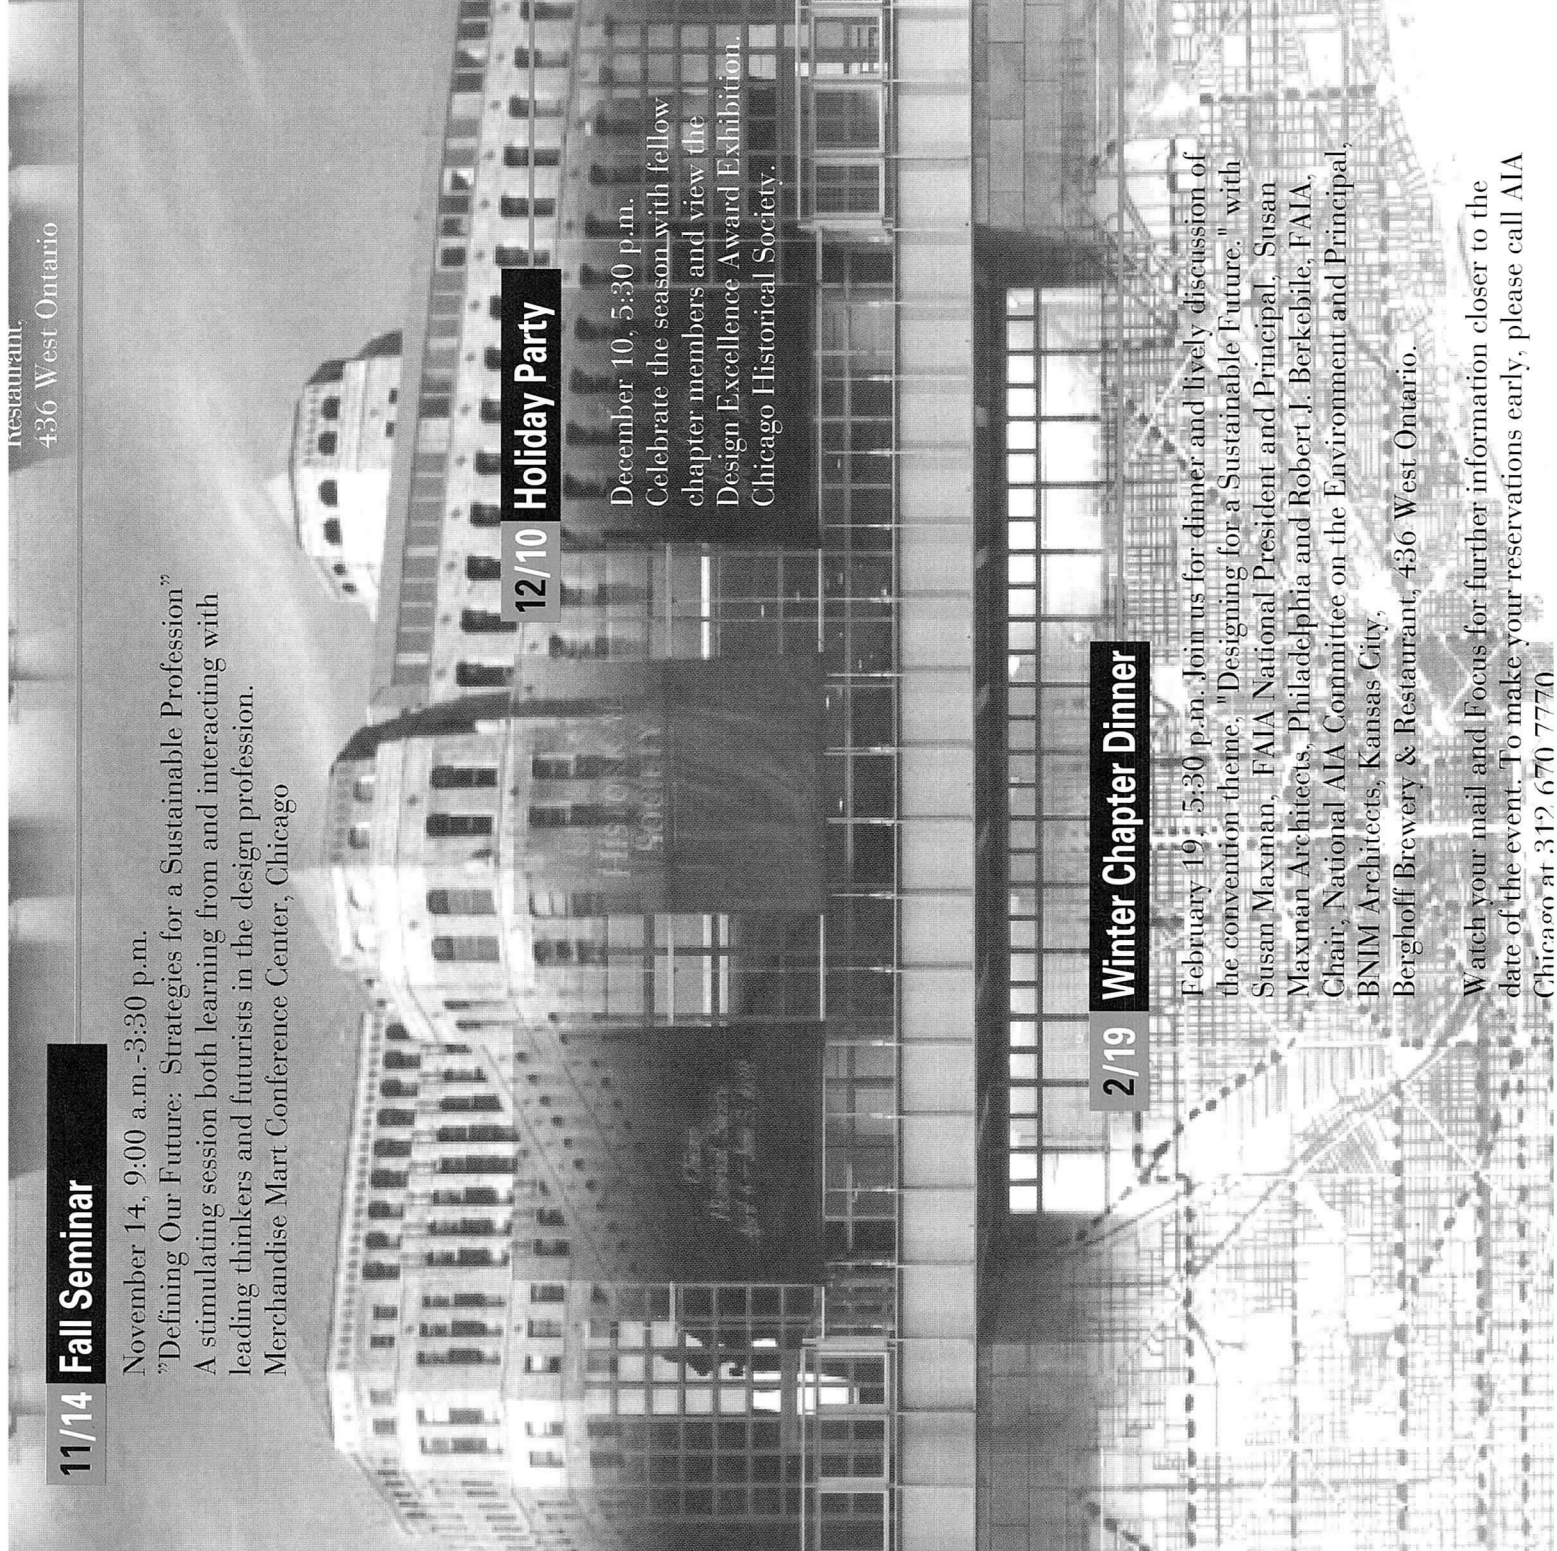 Restaurant,
436 West Ontario
11/14 Fall Seminar
November 14, 9:00 a.m.-3:30 p.m.
"Defining Our Future: Strategies for a Sustainable Profession"
A stimulating session both learning from and interacting with
leading thinkers and futurists in the design profession.
Merchandise Mart Conference Center, Chicago
12/10 Holiday Party
December 10, 5:30 p.m.
Celebrate the season with fellow
chapter members and view the
Design Excellence Award Exhibition.
Chicago Historical Society.
2/19 Winter Chapter Dinner
February 19, 5:30 p.m. Join us for dinner and lively discussion of
the convention theme, "Designing for a Sustainable Future." with
Susan Maxman, FAIA National President and Principal, Susan
Maxman Architects, Philadelphia and Robert J. Berkebile, FAIA,
Chair, National AIA Committee on the Environment and Principal,
BNIM Architects, Kansas City,
Berghoff Brewery & Restaurant, 436 West Ontario.
Watch your mail and Focus for further information closer to the
date of the event. To make your reservations early, please call AIA
Chicago at 312 670 77770
Society